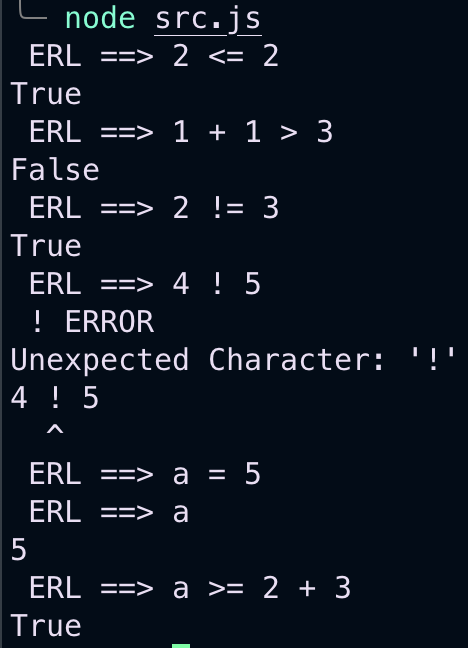 node src.js
ERL ==> 2 <= 2
True
ERL ==> 1 + 1 > 3
False
ERL ==> 2 != 3
True
ERL ==> 4 ! 5
! ERROR
Unexpected Character: '!'
4 ! 5
^
ERL ==> a = 5
ERL ==> a
5
ERL ==> a >= 2 + 3
True